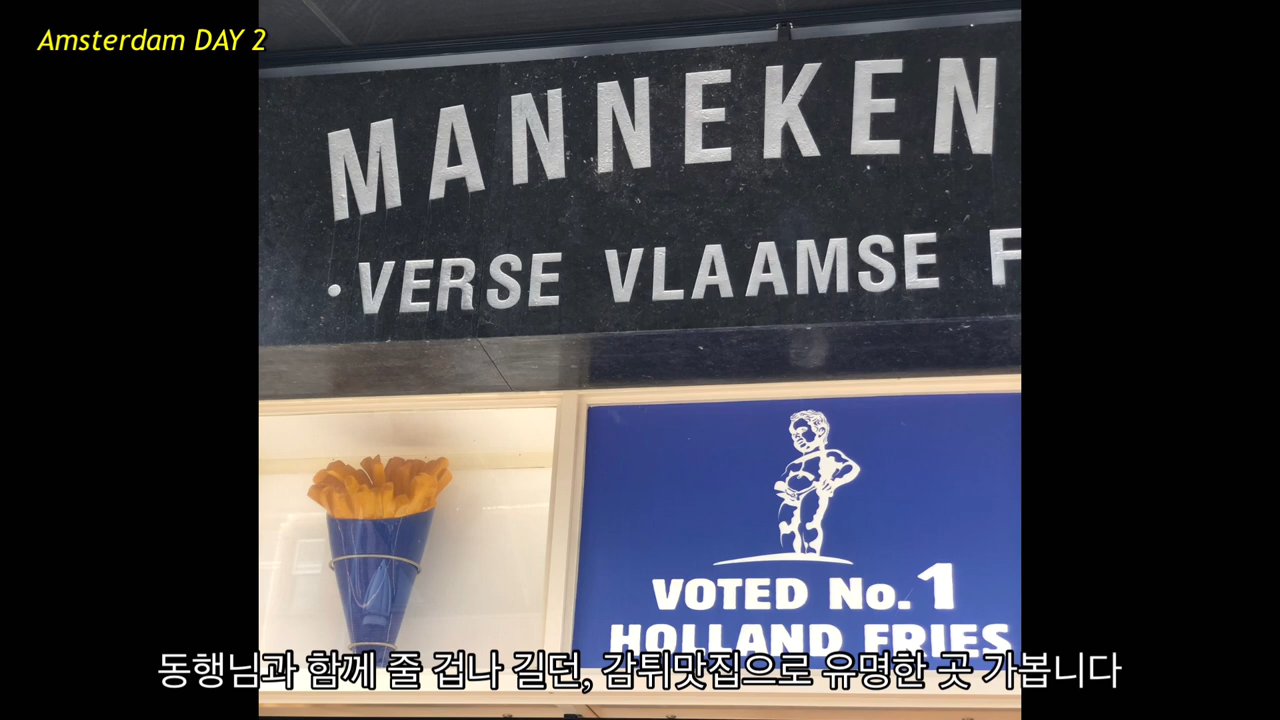 Amsterdam DAY 2
MANNEKEN
• VERSE VLAAMSE F
VOTED No.1
HOLLAND FRIES
동행님과 함께 줄 겁나 길던, 감튀맛집으로 유명한 곳 가봅니다